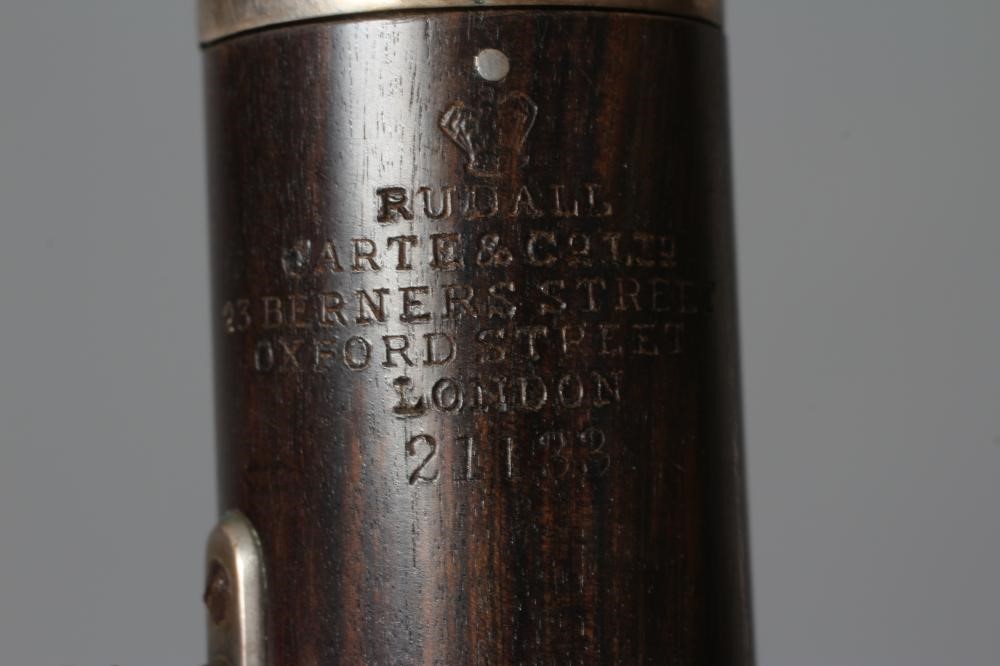 RUDALL
CARTE & Co LTD
23 BERNERS STREET
OXFORD STREET
LONDON
21133